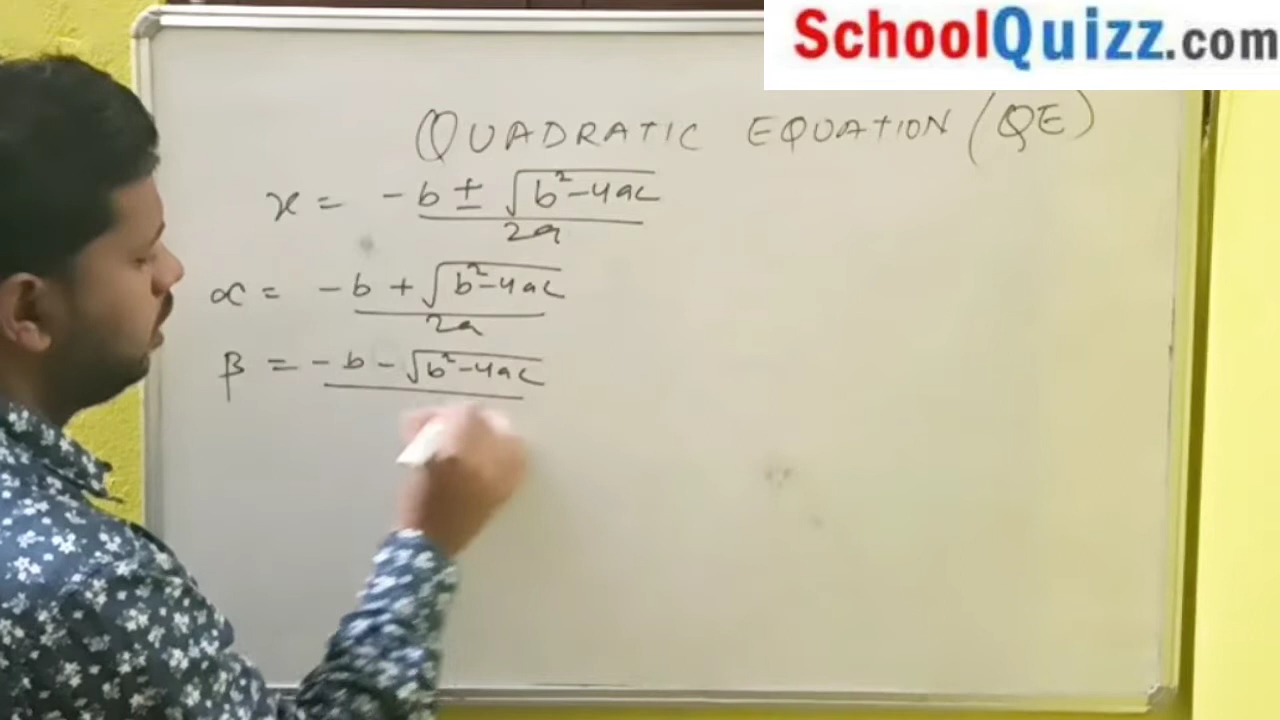 SchoolQuizz.com
QUADRATIC EQUATION (QE)
x = -b ± √b²-4ac
2a
α = -b + √b²-4ac
2a
β = -b - √b²-4ac